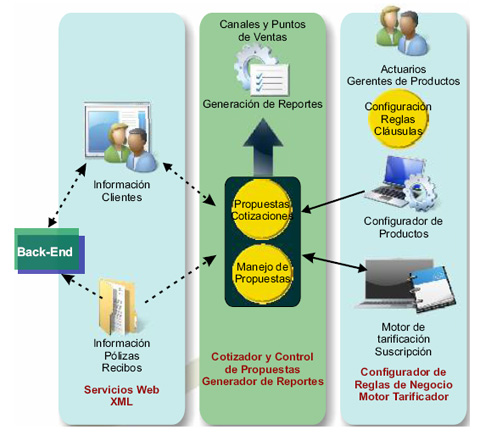 Back-End
Información
Clientes
Información
Pólizas
Recibos
Servicios Web
XML
Canales y Puntos
de Ventas
Generación de Reportes
Propuestas
Cotizaciones
Manejo de
Propuestas
Cotizador y Control
de Propuestas
Generador de Reportes
Actuarios
Gerentes de Productos
Configuración
Reglas
Cláusulas
Configurador de
Productos
Motor de
tarificación
Suscripción
Configurador de
Reglas de Negocio
Motor Tarificador